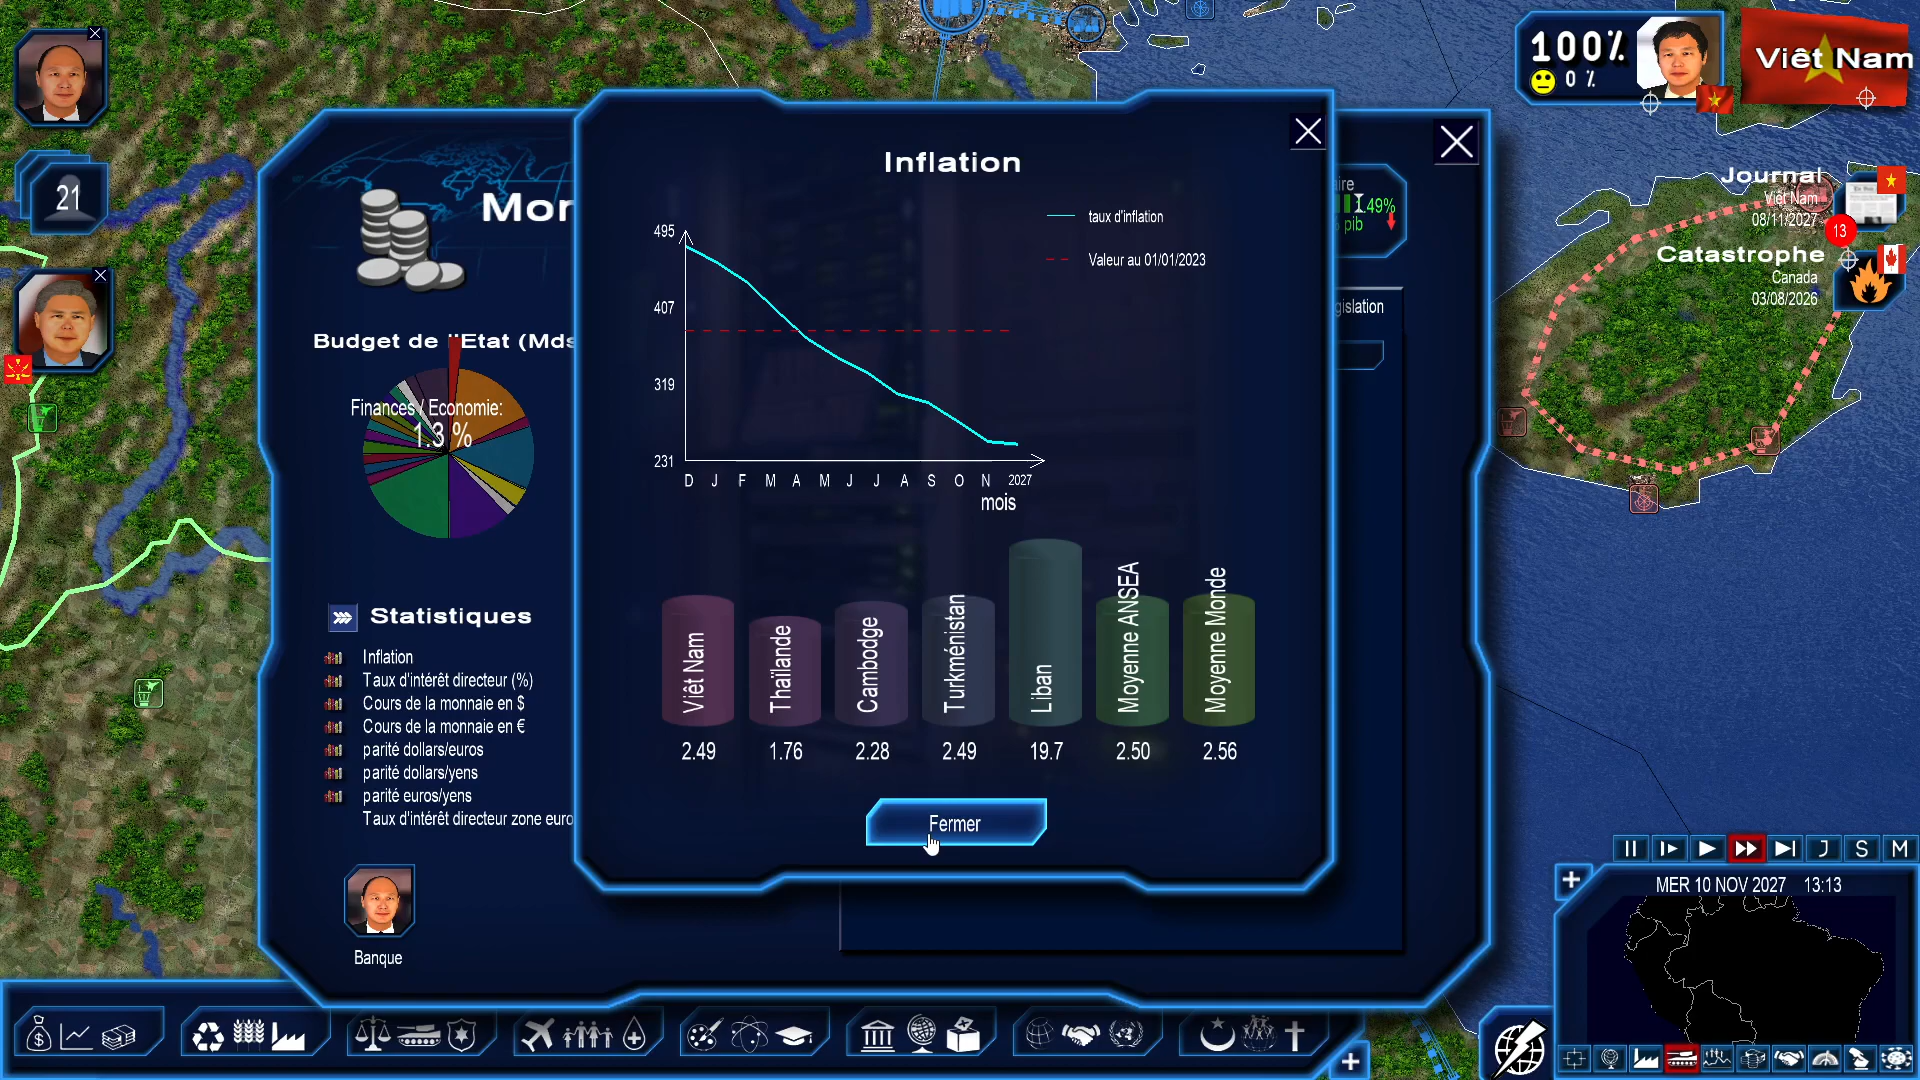 100%
0 %
Viêt Nam
21
Journal
Viêt Nam
08/11/2027
13
Catastrophe
Canada
03/08/2026
Inflation
taux d'inflation
Valeur au 01/01/2023
495
407
319
231
D J F M A M J J A S O N 2027
mois
Viêt Nam
Thaïlande
Cambodge
Turkménistan
Liban
Moyenne ANSEA
Moyenne Monde
2.49 1.76 2.28 2.49 19.7 2.50 2.56
Fermer
Mon
Budget de l'Etat (Mds
Finances / Economie:
1.3 %
Statistiques
Inflation
Taux d'intérêt directeur (%)
Cours de la monnaie en $
Cours de la monnaie en €
parité dollars/euros
parité dollars/yens
parité euros/yens
Taux d'intérêt directeur zone euro
Banque
aire
.49%
pib
gislation
J S M
MER 10 NOV 2027 13:13